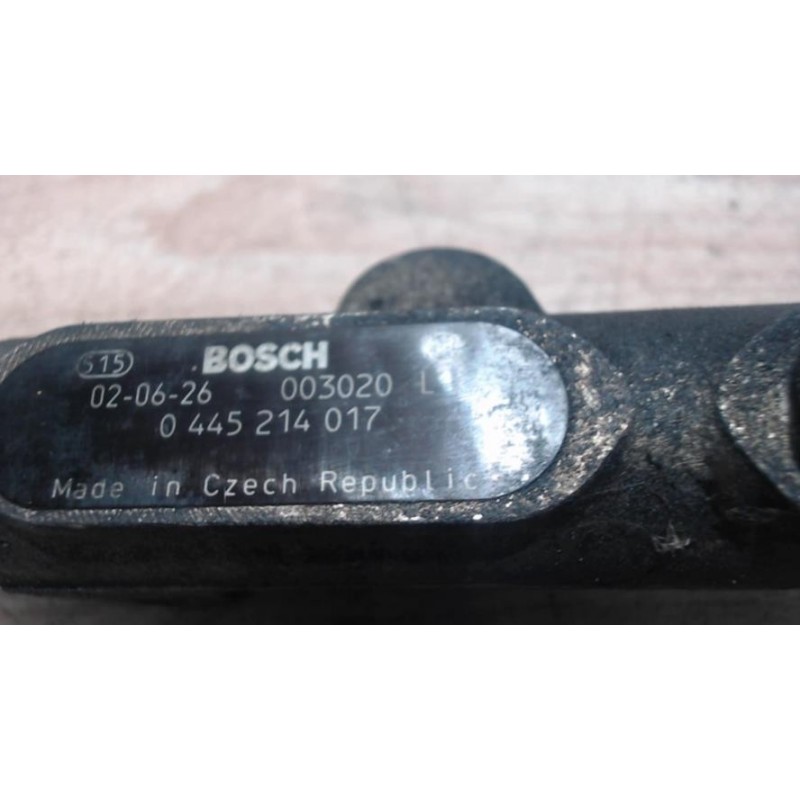 515 BOSCH
02-06-26 003020 L
0 445 214 017
Made in Czech Republic